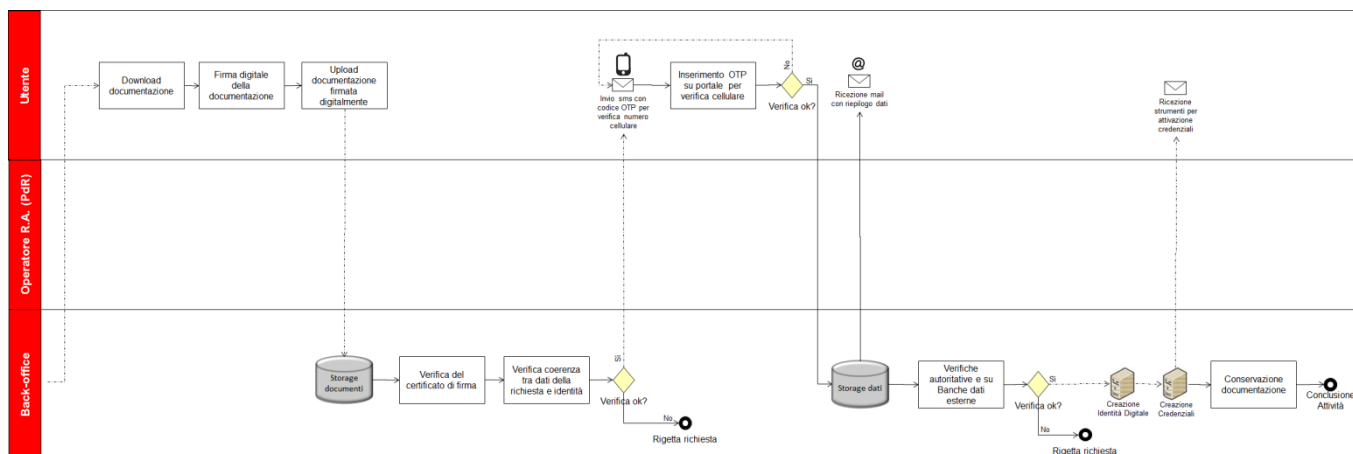 Utente
Download
documentazione
Firma digitale
della
documentazione
Upload
documentazione
firmata
digitalmente
Invio sms con
codice OTP per
verifica numero
cellulare
Inserimento OTP
su portale per
verifica cellulare
No
Si
Verifica ok?
@
Ricezione mail
con riepilogo dati
Ricezione
strumenti per
attivazione
credenziali
Operatore R.A. (PdR)
Back-office
Storage
documenti
Verifica del
certificato di firma
Verifica coerenza
tra dati della
richiesta e identità
Si
Verifica ok?
No
Rigetta richiesta
Storage dati
Verifiche
autoritative e su
Banche dati
esterne
Si
Verifica ok?
No
Rigetta richiesta
Creazione
Identità Digitale
Creazione
Credenziali
Conservazione
documentazione
Conclusione
Attività